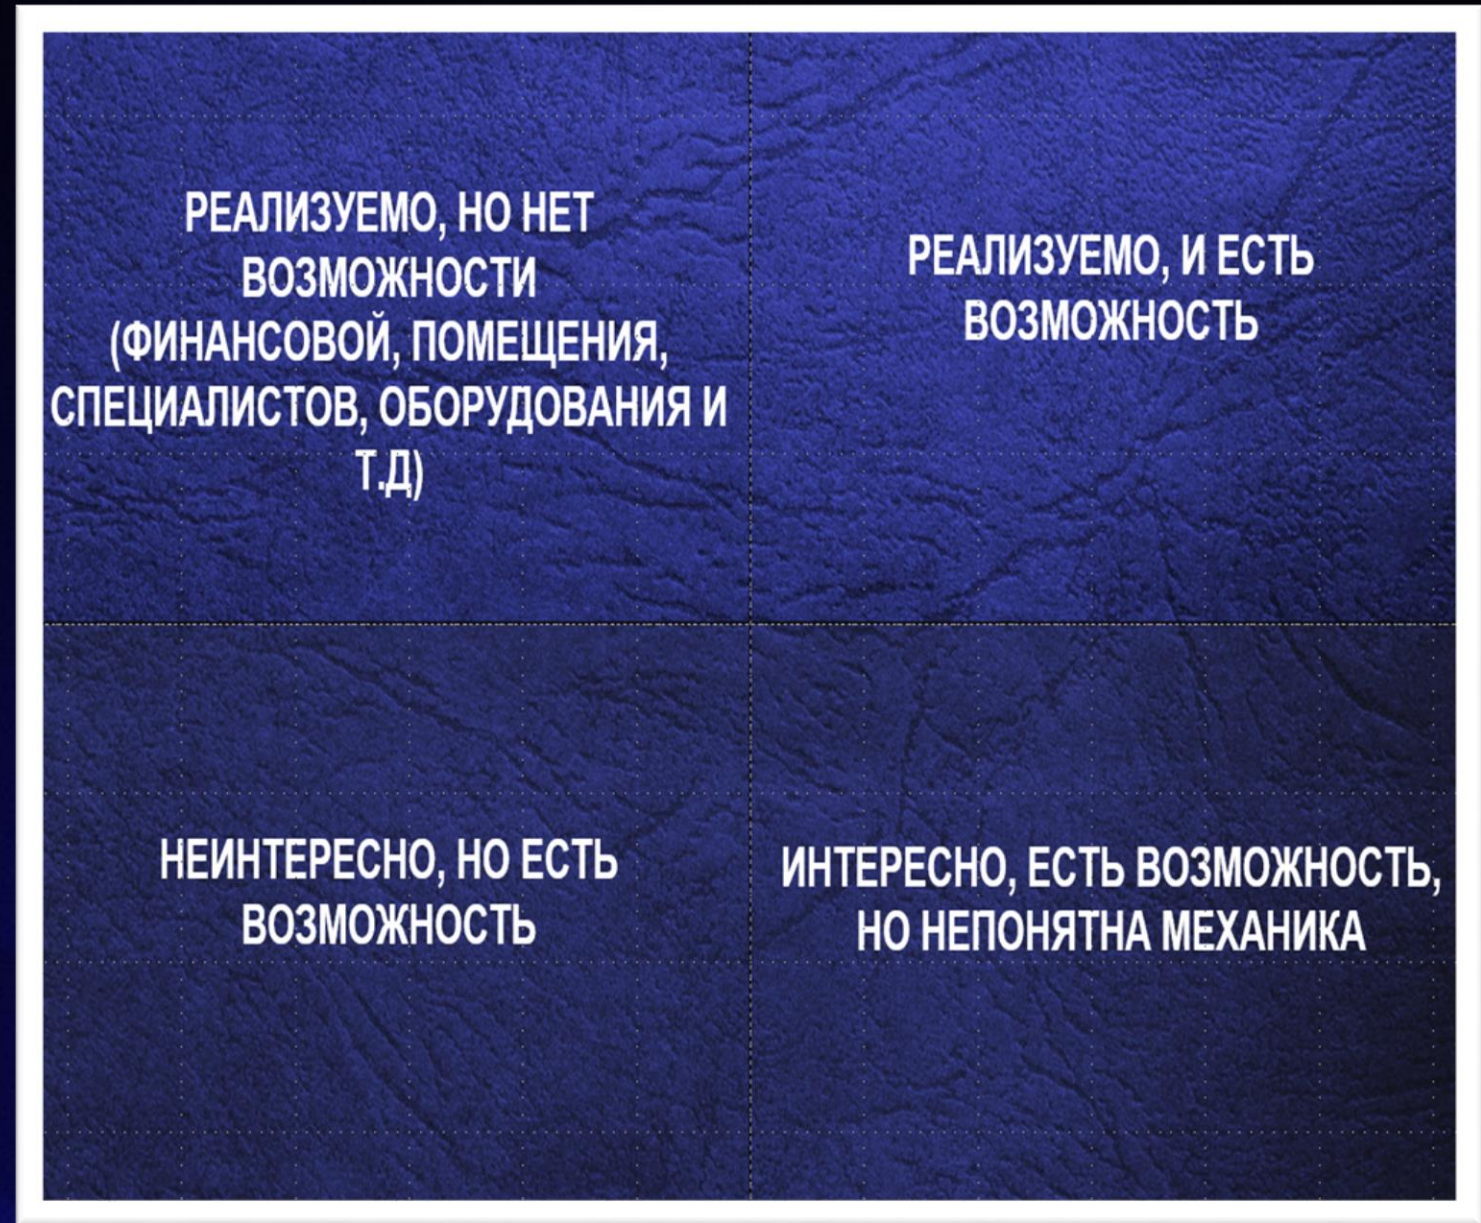 РЕАЛИЗУЕМО, НО НЕТ
ВОЗМОЖНОСТИ
(ФИНАНСОВОЙ, ПОМЕЩЕНИЯ,
СПЕЦИАЛИСТОВ, ОБОРУДОВАНИЯ И
Т.Д)
РЕАЛИЗУЕМО, И ЕСТЬ
ВОЗМОЖНОСТЬ
НЕИНТЕРЕСНО, НО ЕСТЬ
ВОЗМОЖНОСТЬ
ИНТЕРЕСНО, ЕСТЬ ВОЗМОЖНОСТЬ,
НО НЕПОНЯТНА МЕХАНИКА